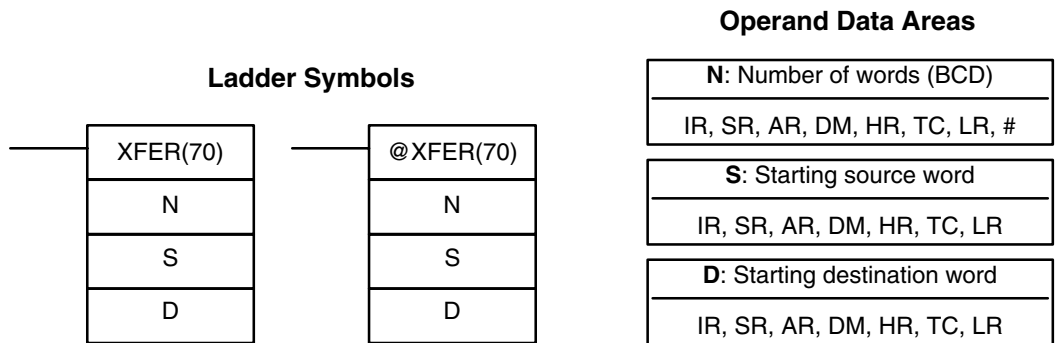 Ladder Symbols
XFER(70)
N
S
D
@XFER(70)
N
S
D
Operand Data Areas
N: Number of words (BCD)
IR, SR, AR, DM, HR, TC, LR, #
S: Starting source word
IR, SR, AR, DM, HR, TC, LR
D: Starting destination word
IR, SR, AR, DM, HR, TC, LR